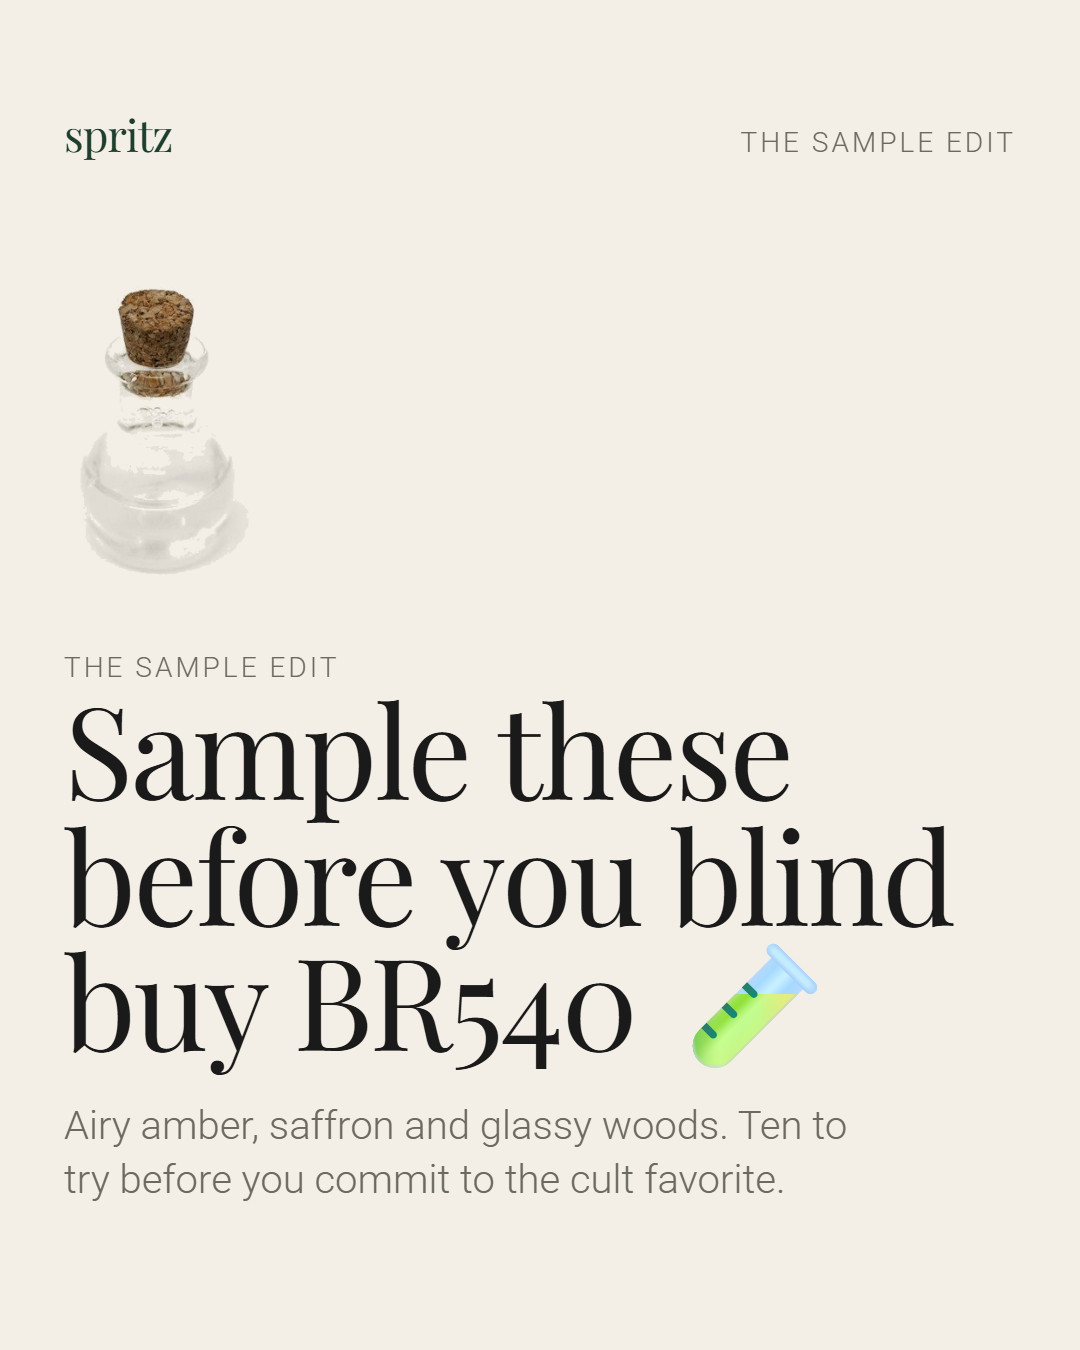 spritz
THE SAMPLE EDIT
THE SAMPLE EDIT
Sample these
before you blind
buy BR540 🧪
Airy amber, saffron and glassy woods. Ten to
try before you commit to the cult favorite.